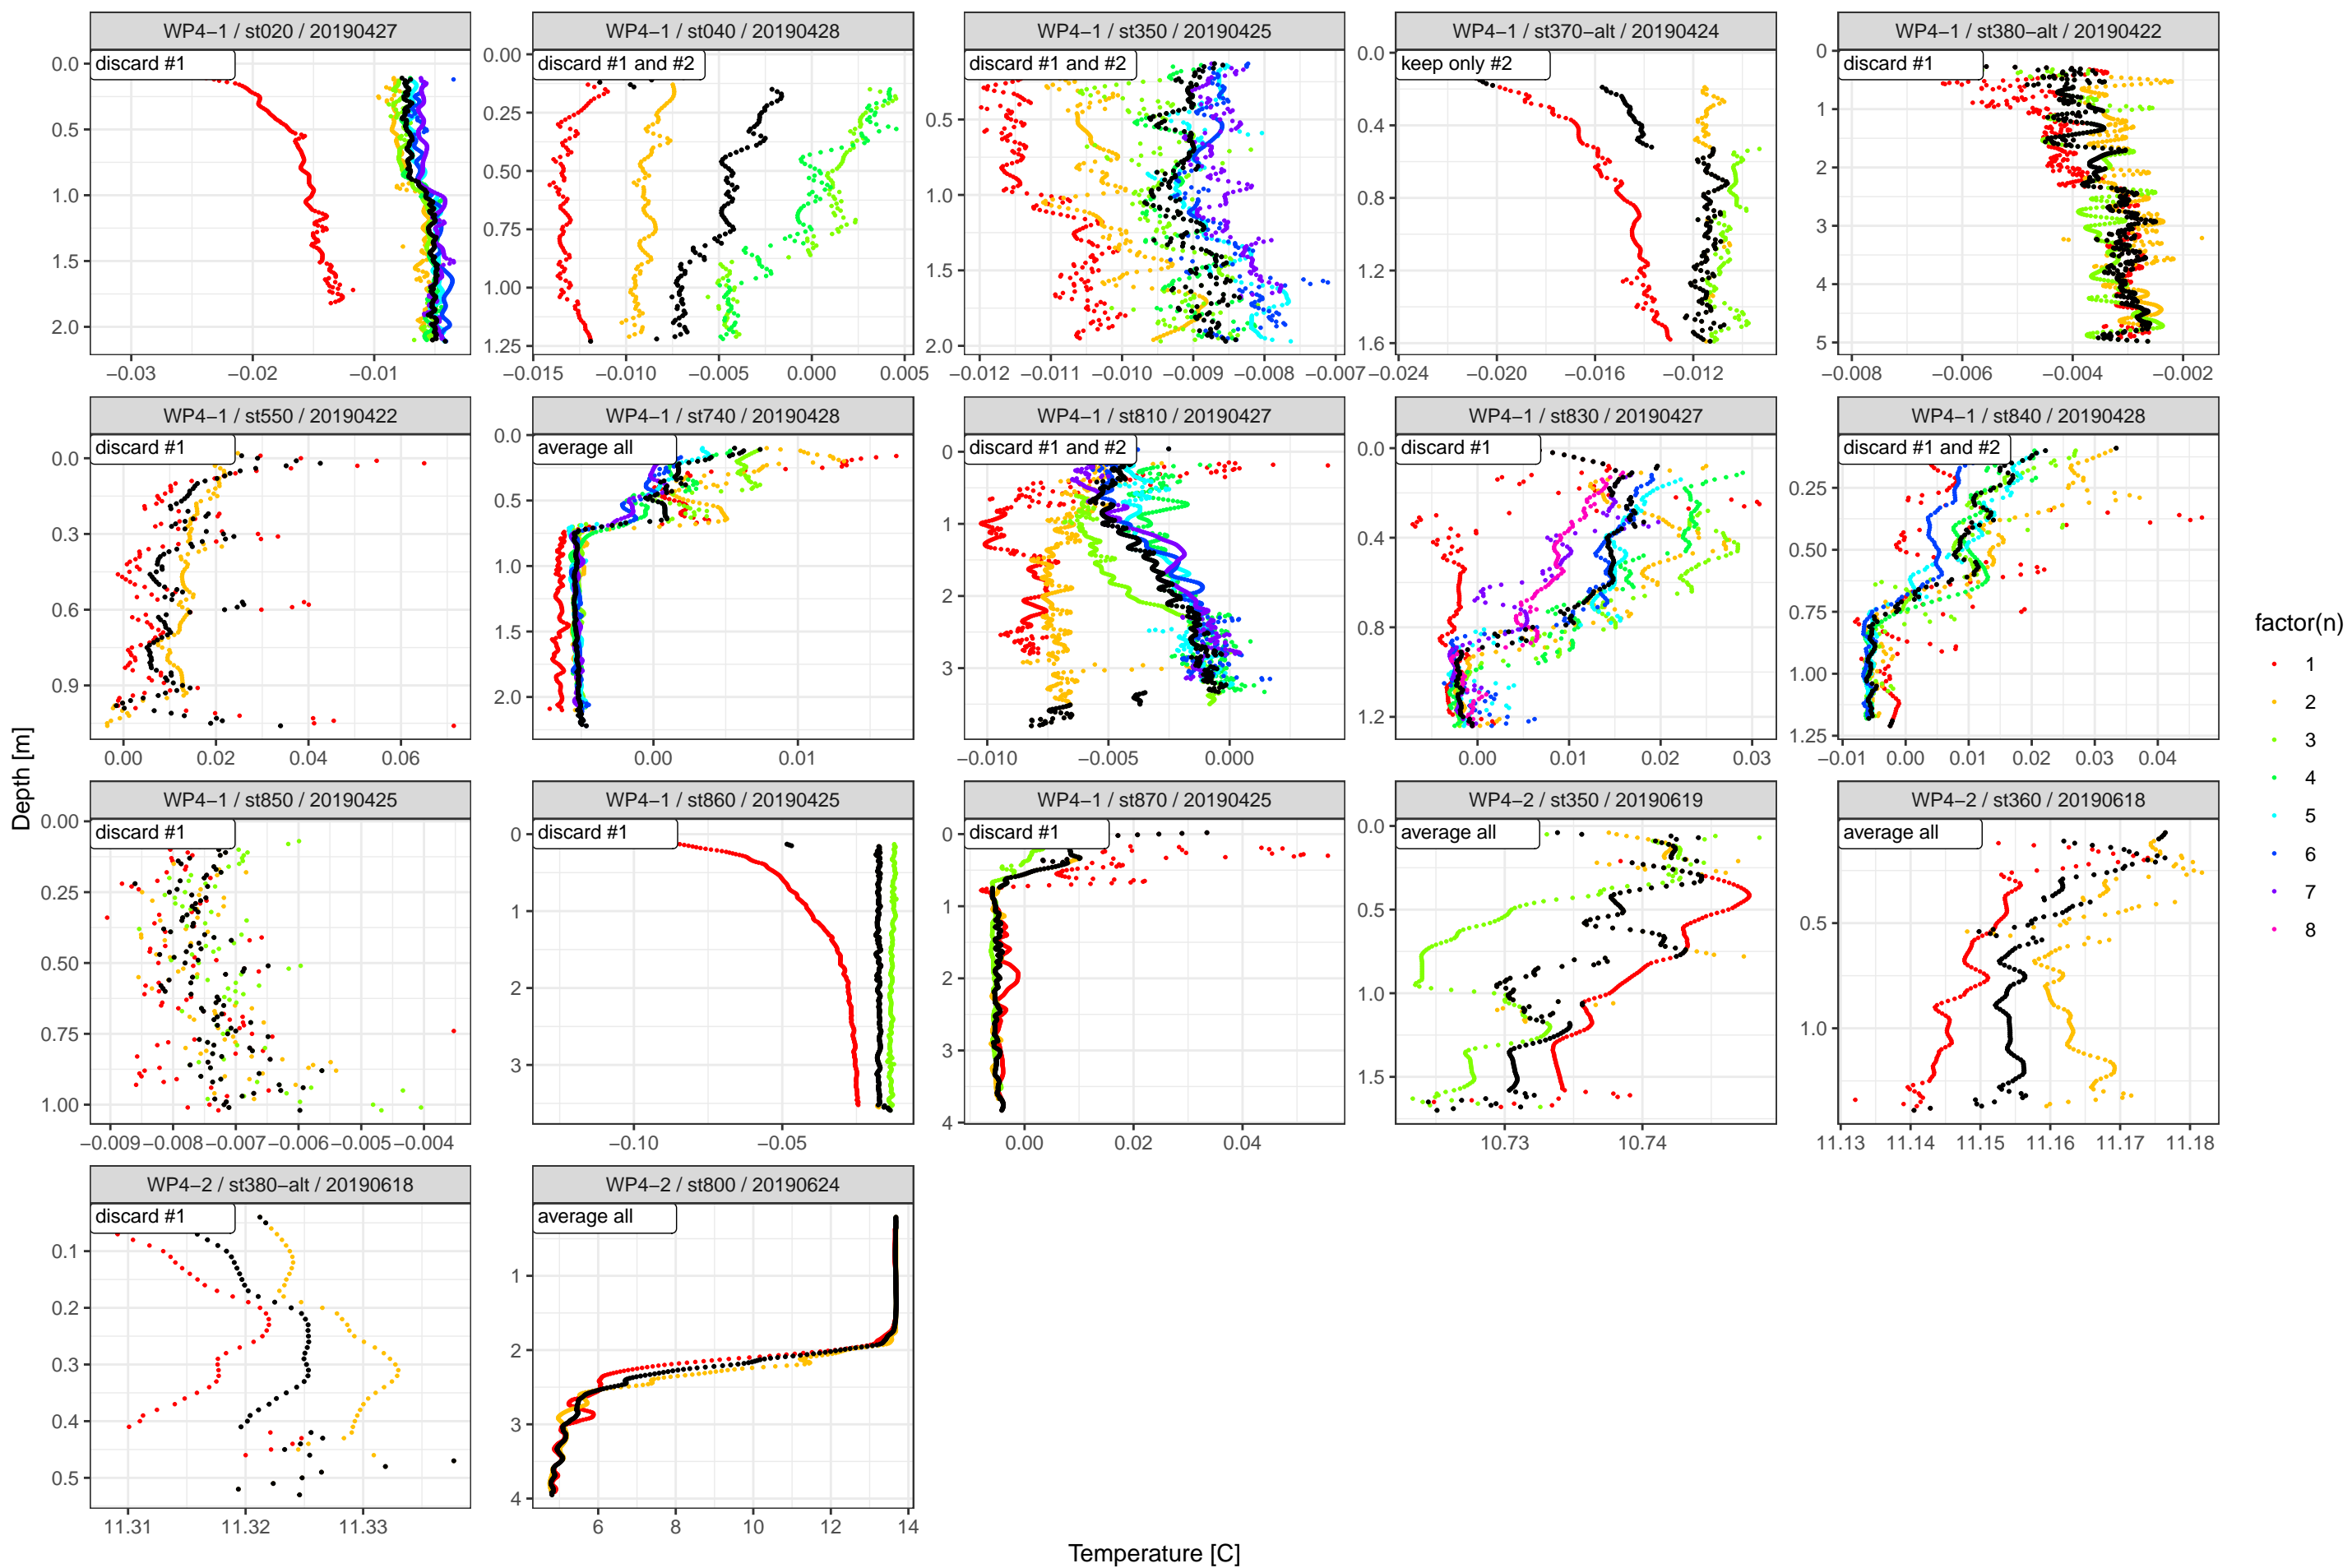 WP4−1 / st020 / 20190427
WP4−1 / st040 / 20190428
WP4−1 / st350 / 20190425
WP4−1 / st370−alt / 20190424
WP4−1 / st380−alt / 20190422
discard #1
discard #1 and #2
discard #1 and #2
keep only #2
discard #1
0.0
0.5
1.0
1.5
2.0
−0.03 −0.02 −0.01
0.00
0.25
0.50
0.75
1.00
1.25
−0.015 −0.010 −0.005 0.000 0.005
0.5
1.0
1.5
2.0
−0.012 −0.011 −0.010 −0.009 −0.008 −0.007
0.0
0.4
0.8
1.2
1.6
−0.024 −0.020 −0.016 −0.012
0
1
2
3
4
5
−0.008 −0.006 −0.004 −0.002
WP4−1 / st550 / 20190422
WP4−1 / st740 / 20190428
WP4−1 / st810 / 20190427
WP4−1 / st830 / 20190427
WP4−1 / st840 / 20190428
discard #1
average all
discard #1 and #2
discard #1
discard #1 and #2
0.0
0.3
0.6
0.9
0.00 0.02 0.04 0.06
0.0
0.5
1.0
1.5
2.0
0.00 0.01
0
1
2
3
−0.010 −0.005 0.000
0.0
0.4
0.8
1.2
0.00 0.01 0.02 0.03
0.25
0.50
0.75
1.00
1.25
−0.01 0.00 0.01 0.02 0.03 0.04
WP4−1 / st850 / 20190425
WP4−1 / st860 / 20190425
WP4−1 / st870 / 20190425
WP4−2 / st350 / 20190619
WP4−2 / st360 / 20190618
discard #1
discard #1
discard #1
average all
average all
0.00
0.25
0.50
0.75
1.00
−0.009 −0.008 −0.007 −0.006 −0.005 −0.004
0
1
2
3
−0.10 −0.05
0
1
2
3
4
0.00 0.02 0.04
0.0
0.5
1.0
1.5
10.73 10.74
0.5
1.0
11.13 11.14 11.15 11.16 11.17 11.18
WP4−2 / st380−alt / 20190618
WP4−2 / st800 / 20190624
discard #1
average all
0.1
0.2
0.3
0.4
0.5
11.31 11.32 11.33
1
2
3
4
6 8 10 12 14
Depth [m]
Temperature [C]
factor(n)
1
2
3
4
5
6
7
8